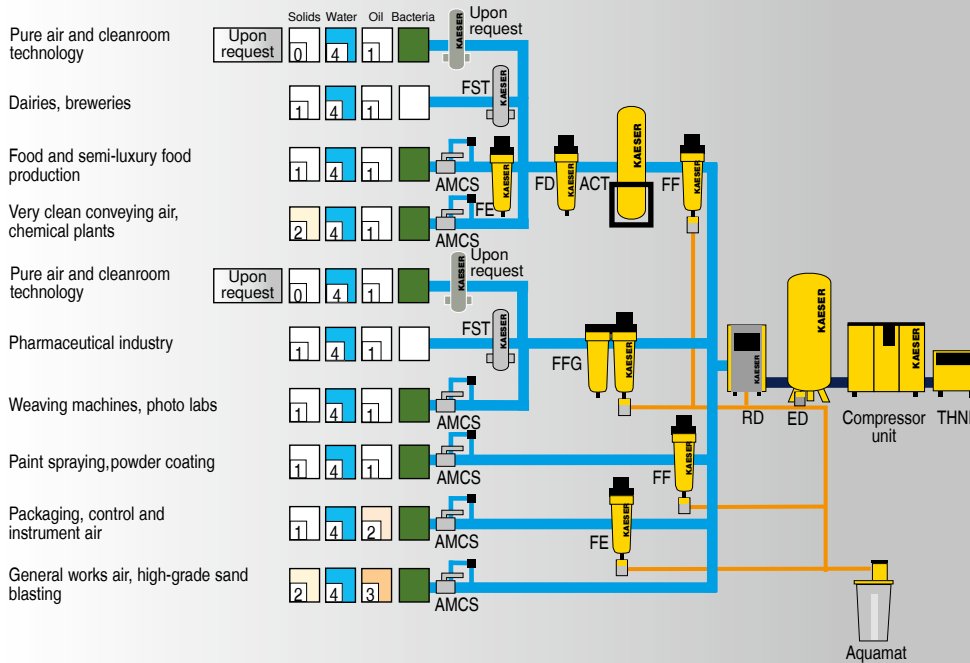 Solids Water Oil Bacteria
Pure air and cleanroom
technology
Upon
request
0 4 1
KAESER
Upon
request
Dairies, breweries
1 4 1
FST
KAESER
Food and semi-luxury food
production
1 4 1
AMCS
FE
KAESER
FD
KAESER
ACT
KAESER
FF
KAESER
Very clean conveying air,
chemical plants
2 4 1
AMCS
Pure air and cleanroom
technology
Upon
request
0 4 1
KAESER
Upon
request
Pharmaceutical industry
1 4 1
FST
KAESER
FFG
KAESER
KAESER
RD
KAESER
ED
KAESER
Compressor
unit
THNF
Weaving machines, photo labs
1 4 1
AMCS
Paint spraying,powder coating
1 4 1
AMCS
FF
KAESER
Packaging, control and
instrument air
1 4 2
AMCS
FE
KAESER
General works air, high-grade sand
blasting
2 4 3
AMCS
Aquamat